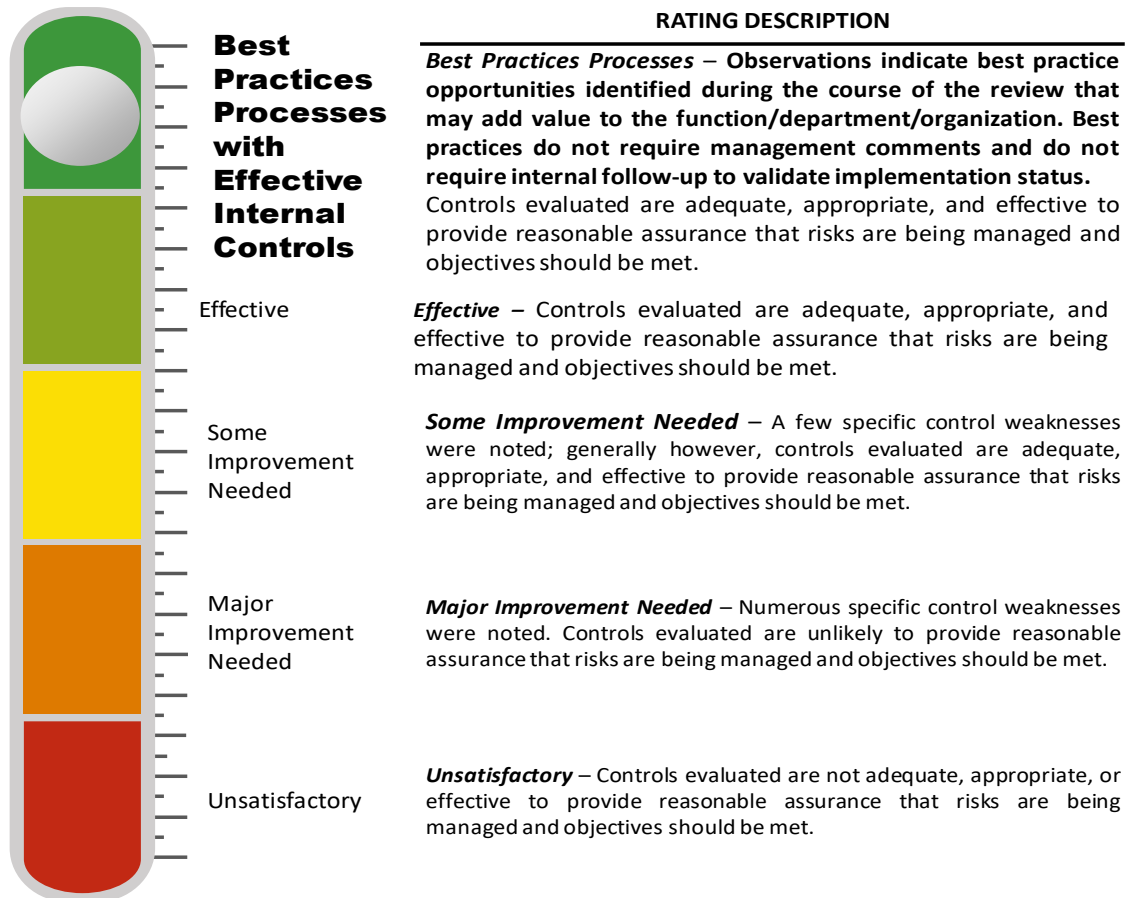 RATING DESCRIPTION
Best
Practices
Processes
with
Effective
Internal
Controls
Best Practices Processes – Observations indicate best practice
opportunities identified during the course of the review that
may add value to the function/department/organization. Best
practices do not require management comments and do not
require internal follow-up to validate implementation status.
Controls evaluated are adequate, appropriate, and effective to
provide reasonable assurance that risks are being managed and
objectives should be met.
Effective
Effective – Controls evaluated are adequate, appropriate, and
effective to provide reasonable assurance that risks are being
managed and objectives should be met.
Some
Improvement
Needed
Some Improvement Needed – A few specific control weaknesses
were noted; generally however, controls evaluated are adequate,
appropriate, and effective to provide reasonable assurance that risks
are being managed and objectives should be met.
Major
Improvement
Needed
Major Improvement Needed – Numerous specific control weaknesses
were noted. Controls evaluated are unlikely to provide reasonable
assurance that risks are being managed and objectives should be met.
Unsatisfactory
Unsatisfactory – Controls evaluated are not adequate, appropriate, or
effective to provide reasonable assurance that risks are being
managed and objectives should be met.